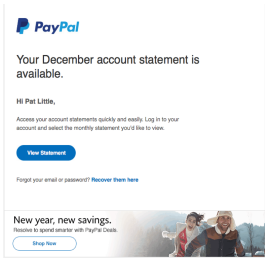 PayPal
Your December account statement is
available.
Hi Pat Little,
Access your account statements quickly and easily. Log in to your
account and select the monthly statement you'd like to view.
View Statement
Forgot your email or password? Recover them here
New year, new savings.
Resolve to spend smarter with PayPal Deals.
Shop Now